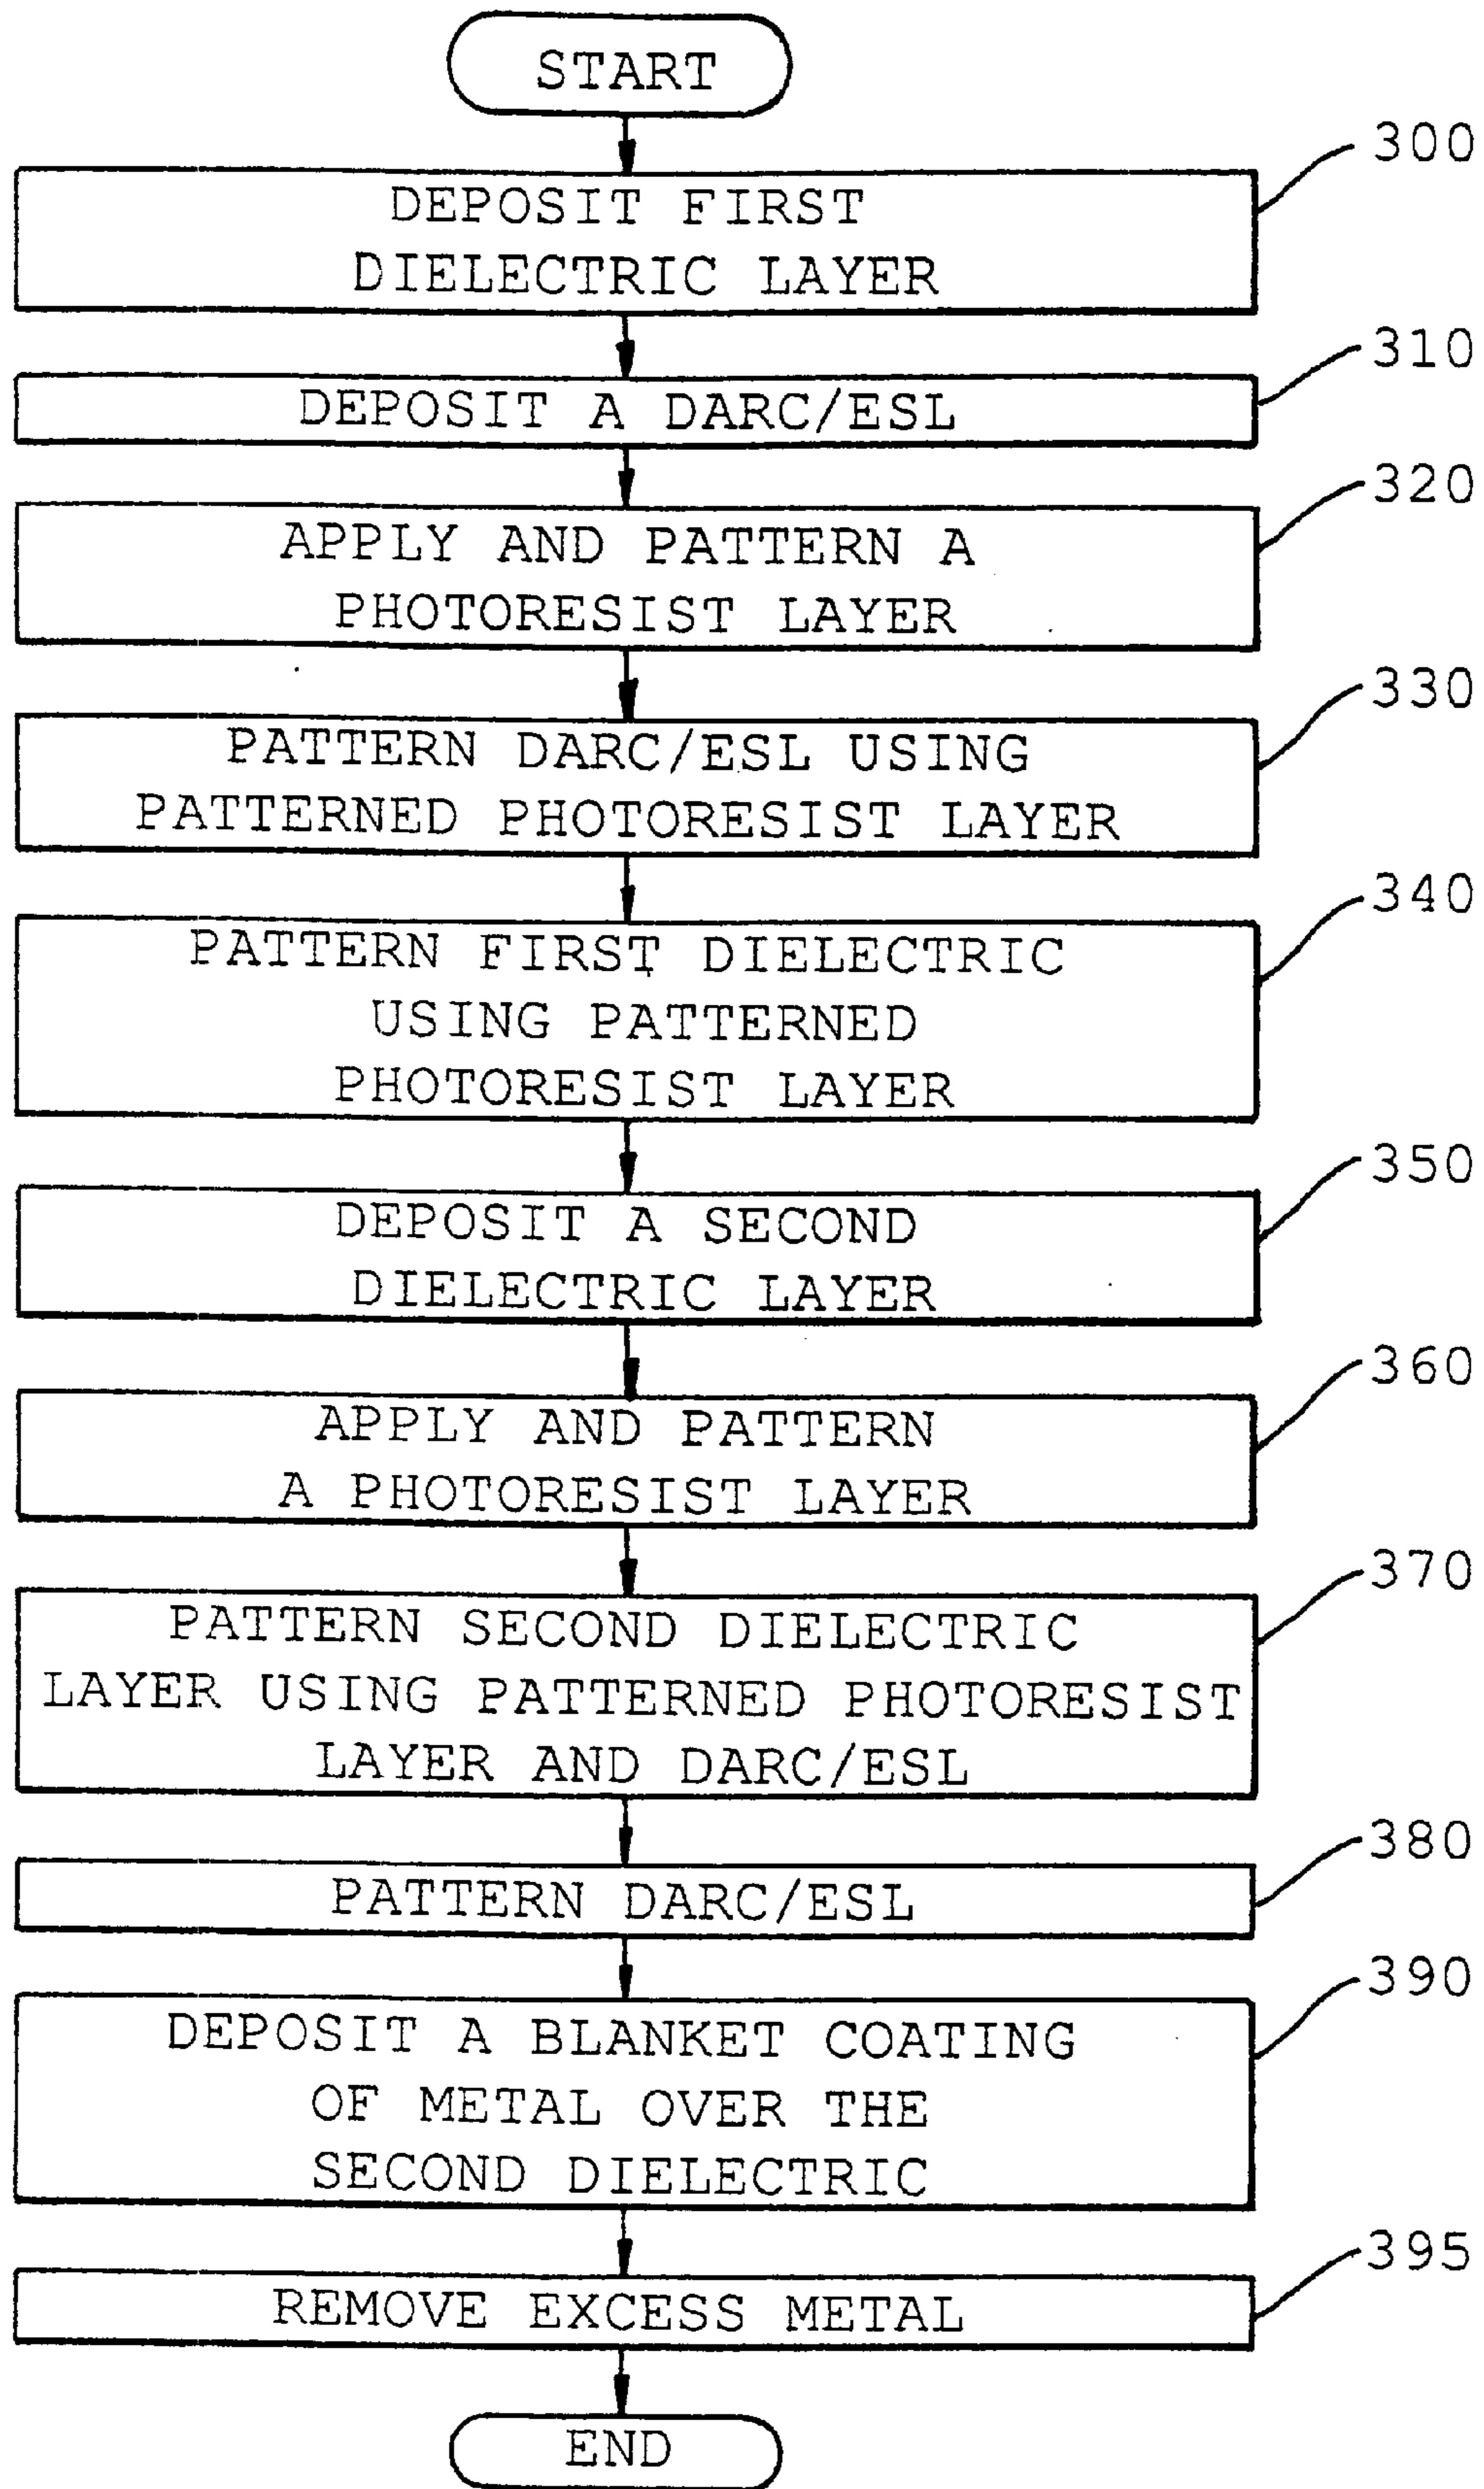 START
300
DEPOSIT FIRST
DIELECTRIC LAYER
310
DEPOSIT A DARC/ESL
320
APPLY AND PATTERN A
PHOTORESIST LAYER
330
PATTERN DARC/ESL USING
PATTERNED PHOTORESIST LAYER
340
PATTERN FIRST DIELECTRIC
USING PATTERNED
PHOTORESIST LAYER
350
DEPOSIT A SECOND
DIELECTRIC LAYER
360
APPLY AND PATTERN
A PHOTORESIST LAYER
370
PATTERN SECOND DIELECTRIC
LAYER USING PATTERNED PHOTORESIST
LAYER AND DARC/ESL
380
PATTERN DARC/ESL
390
DEPOSIT A BLANKET COATING
OF METAL OVER THE
SECOND DIELECTRIC
395
REMOVE EXCESS METAL
END